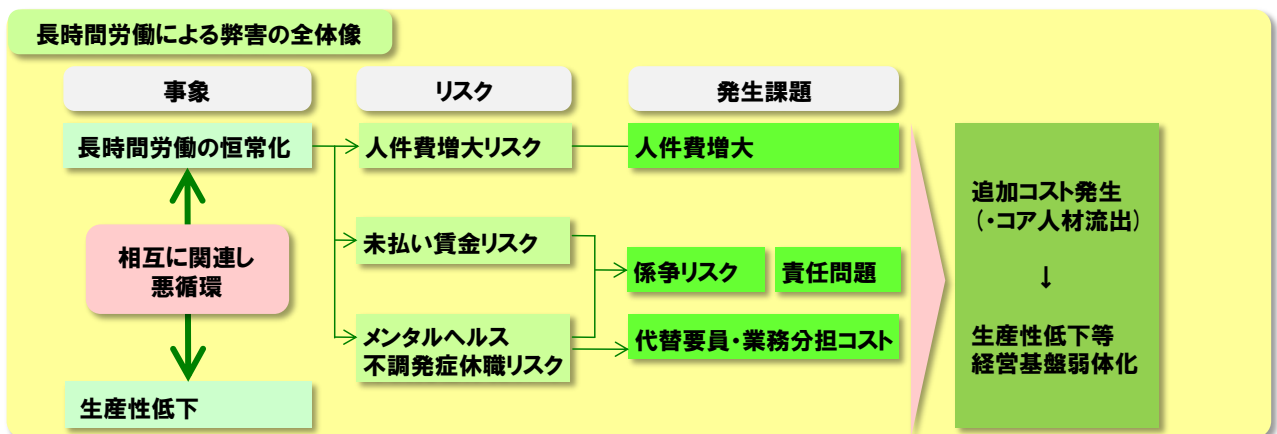 長時間労働による弊害の全体像
事象
リスク
発生課題
長時間労働の恒常化
人件費増大リスク
人件費増大
相互に関連し
悪循環
未払い賃金リスク
係争リスク
責任問題
メンタルヘルス
不調発症休職リスク
代替要員・業務分担コスト
生産性低下
追加コスト発生
(・コア人材流出)
↓
生産性低下等
経営基盤弱体化